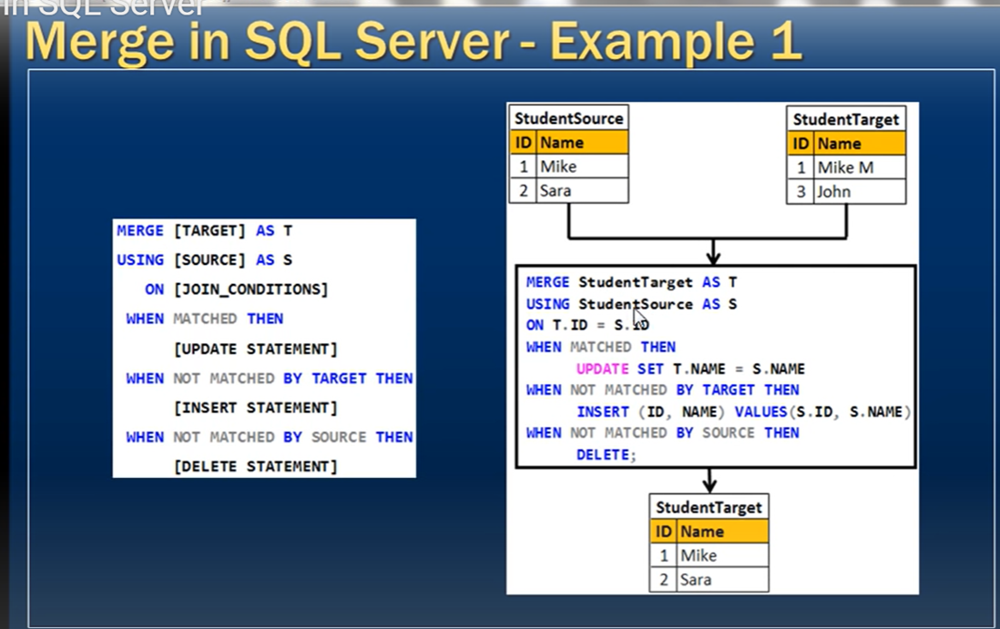 in SQL Server
Merge in SQL Server - Example 1
MERGE [TARGET] AS T
USING [SOURCE] AS S
ON [JOIN_CONDITIONS]
WHEN MATCHED THEN
[UPDATE STATEMENT]
WHEN NOT MATCHED BY TARGET THEN
[INSERT STATEMENT]
WHEN NOT MATCHED BY SOURCE THEN
[DELETE STATEMENT]
StudentSource
ID Name
1 Mike
2 Sara
StudentTarget
ID Name
1 Mike M
3 John
MERGE StudentTarget AS T
USING StudentSource AS S
ON T.ID = S.ID
WHEN MATCHED THEN
UPDATE SET T.NAME = S.NAME
WHEN NOT MATCHED BY TARGET THEN
INSERT (ID, NAME) VALUES(S.ID, S.NAME)
WHEN NOT MATCHED BY SOURCE THEN
DELETE;
StudentTarget
ID Name
1 Mike
2 Sara